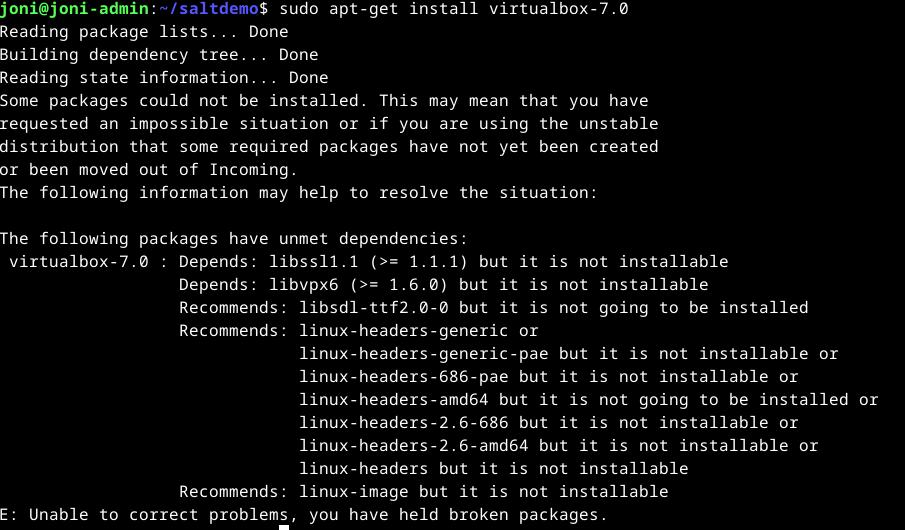 joni@joni-admin:~/saltdemo$ sudo apt-get install virtualbox-7.0
Reading package lists... Done
Building dependency tree... Done
Reading state information... Done
Some packages could not be installed. This may mean that you have
requested an impossible situation or if you are using the unstable
distribution that some required packages have not yet been created
or been moved out of Incoming.
The following information may help to resolve the situation:

The following packages have unmet dependencies:
 virtualbox-7.0 : Depends: libssl1.1 (>= 1.1.1) but it is not installable
                  Depends: libvpx6 (>= 1.6.0) but it is not installable
                  Recommends: libsdl-ttf2.0-0 but it is not going to be installed
                  Recommends: linux-headers-generic or
                              linux-headers-generic-pae but it is not installable or
                              linux-headers-686-pae but it is not installable or
                              linux-headers-amd64 but it is not going to be installed or
                              linux-headers-2.6-686 but it is not installable or
                              linux-headers-2.6-amd64 but it is not installable or
                              linux-headers but it is not installable
                  Recommends: linux-image but it is not installable
E: Unable to correct problems, you have held broken packages.